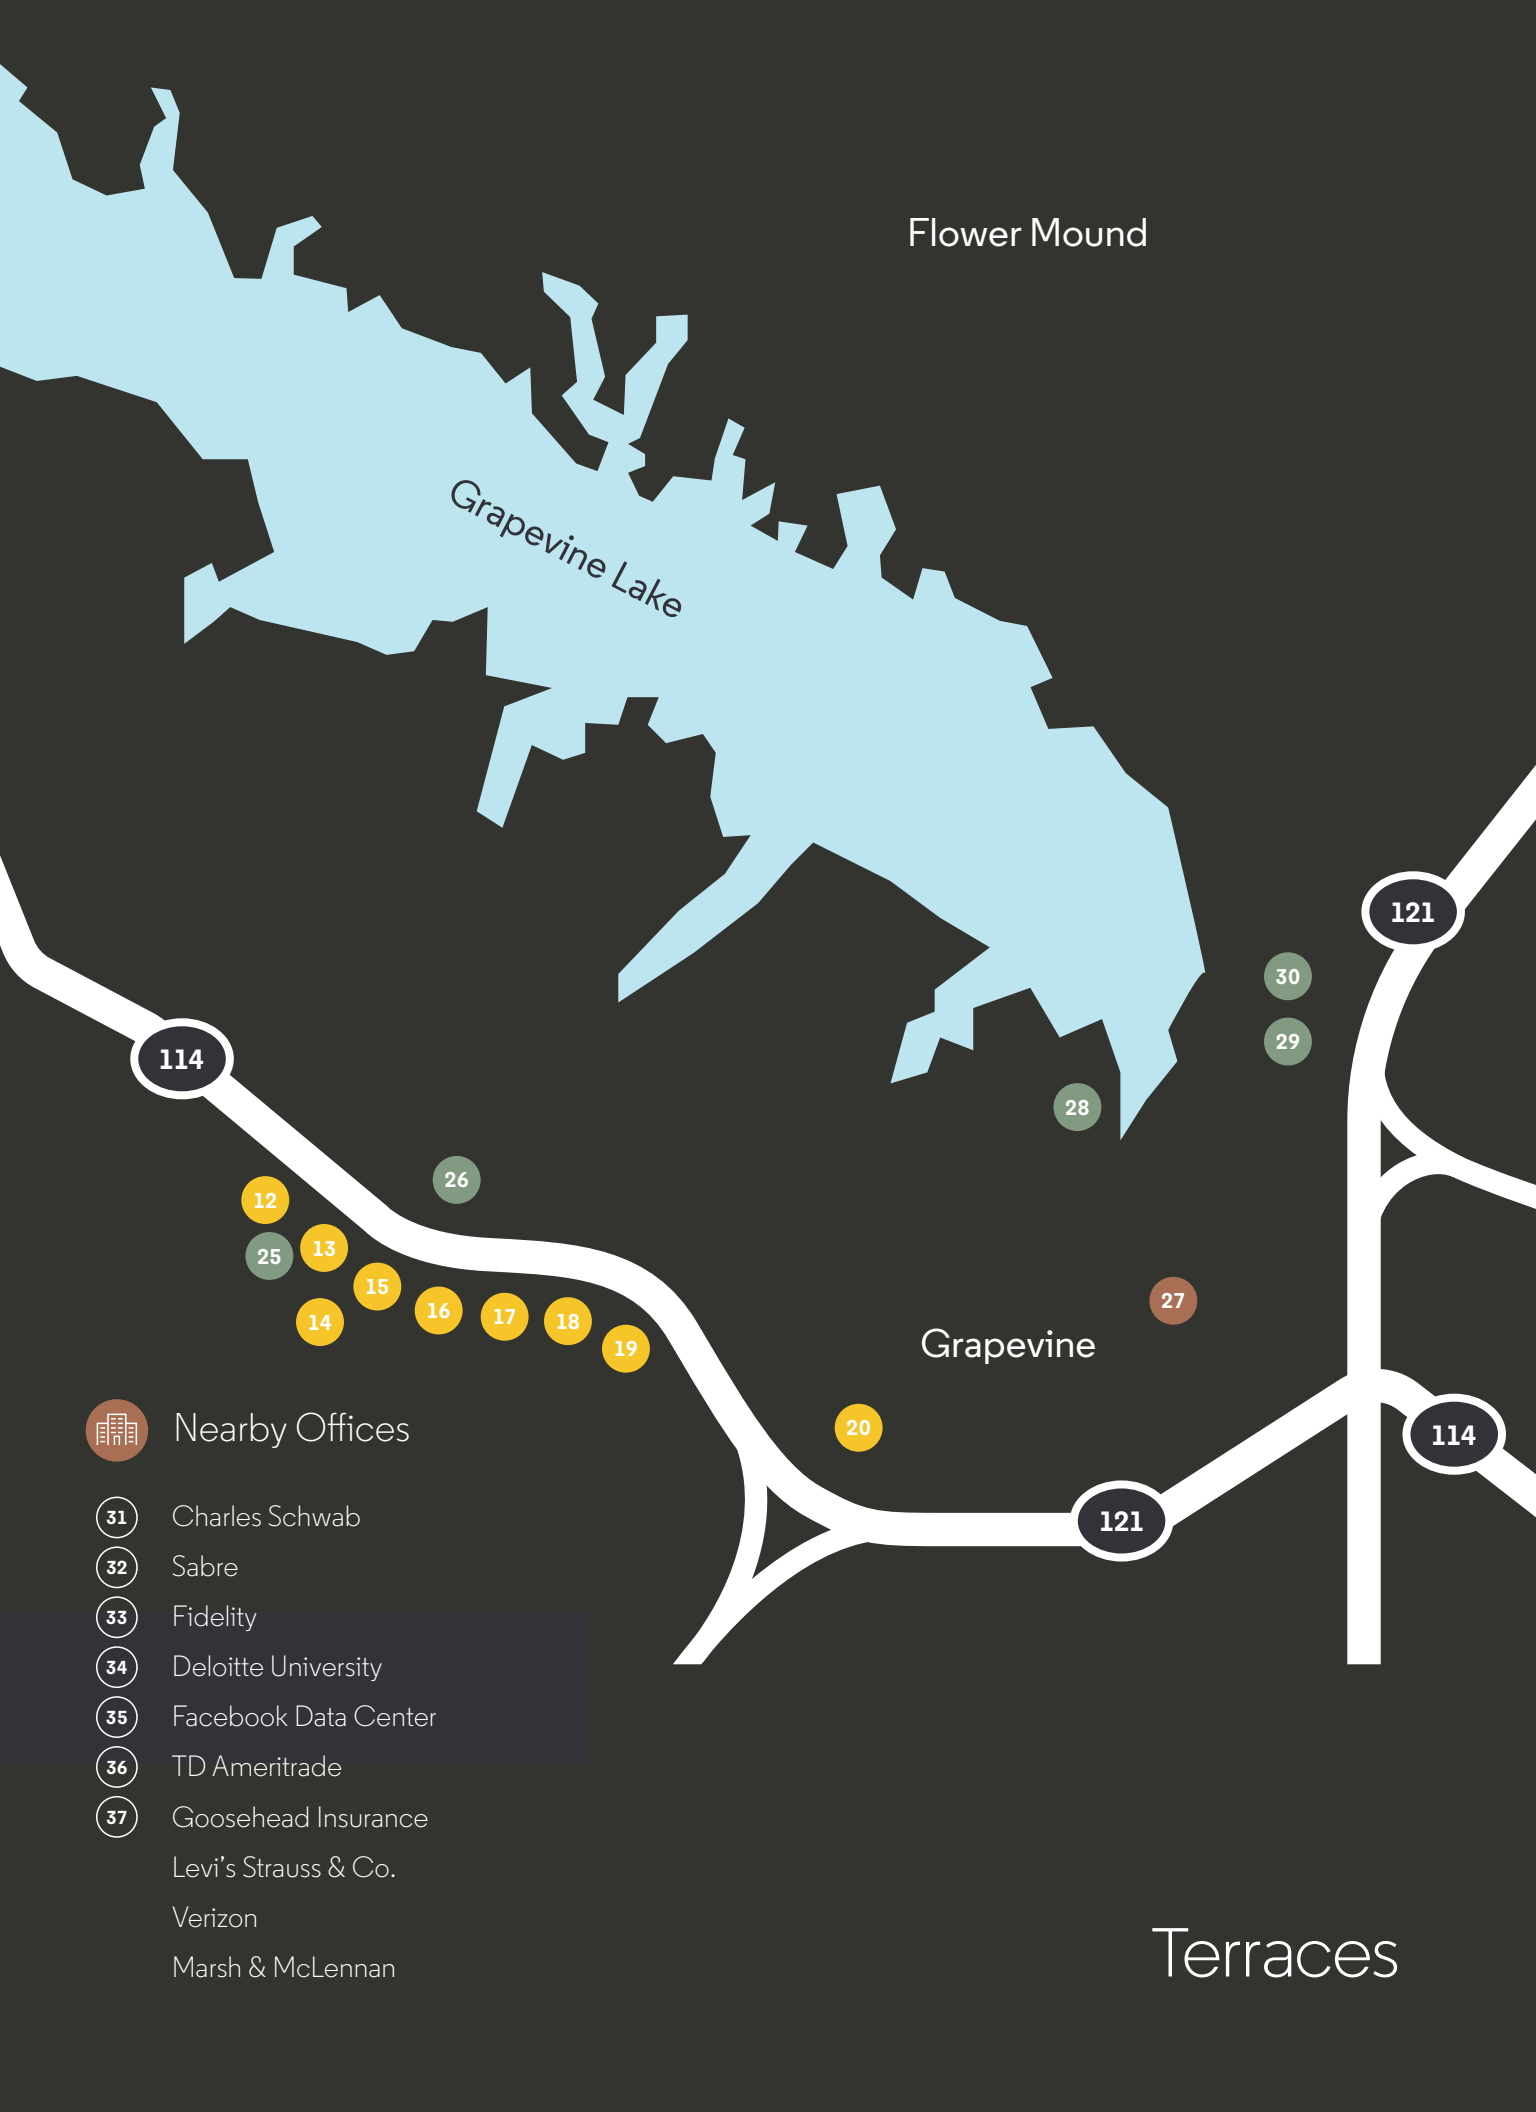 Flower Mound
Grapevine Lake
121
30
29
114
28
26
12
25
13
15
14
16
17
18
19
27
Grapevine
20
114
121
Nearby Offices
31 Charles Schwab
32 Sabre
33 Fidelity
34 Deloitte University
35 Facebook Data Center
36 TD Ameritrade
37 Goosehead Insurance
Levi's Strauss & Co.
Verizon
Marsh & McLennan
Terraces